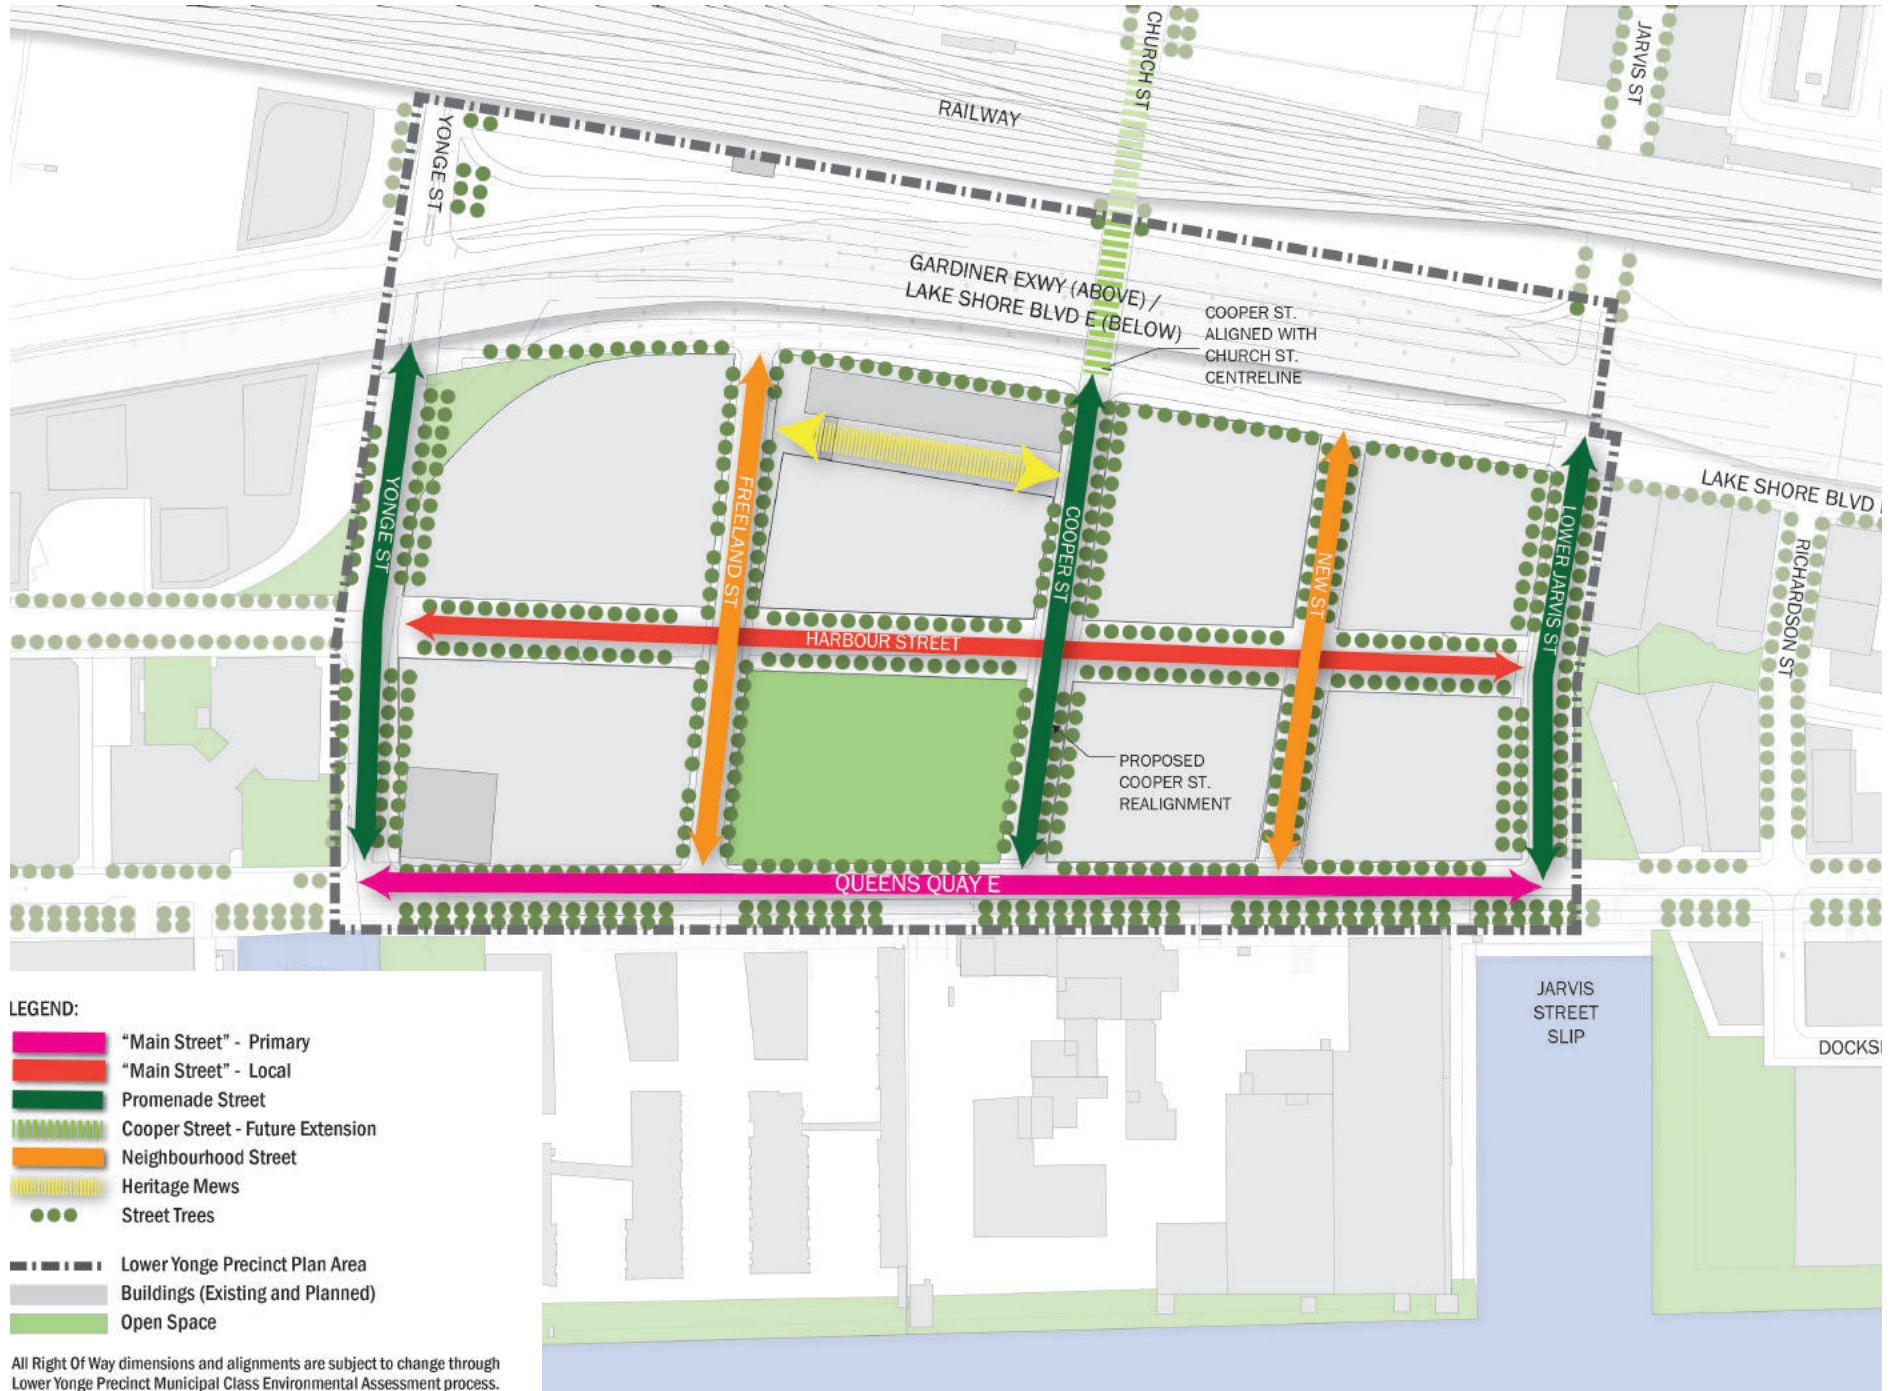 CHURCH ST
JARVIS ST
RAILWAY
YONGE ST
GARDINER EXWY (ABOVE) /
LAKE SHORE BLVD E (BELOW)
COOPER ST.
ALIGNED WITH
CHURCH ST.
CENTRELINE
YONGE ST
FREELAND ST
COOPER ST
NEW ST
LOWER JARVIS ST
LAKE SHORE BLVD
RICHARDSON ST
HARBOUR STREET
PROPOSED
COOPER ST.
REALIGNMENT
QUEENS QUAY E
JARVIS
STREET
SLIP
DOCKS
LEGEND:
"Main Street" - Primary
"Main Street" - Local
Promenade Street
Cooper Street - Future Extension
Neighbourhood Street
Heritage Mews
Street Trees
Lower Yonge Precinct Plan Area
Buildings (Existing and Planned)
Open Space
All Right Of Way dimensions and alignments are subject to change through
Lower Yonge Precinct Municipal Class Environmental Assessment process.